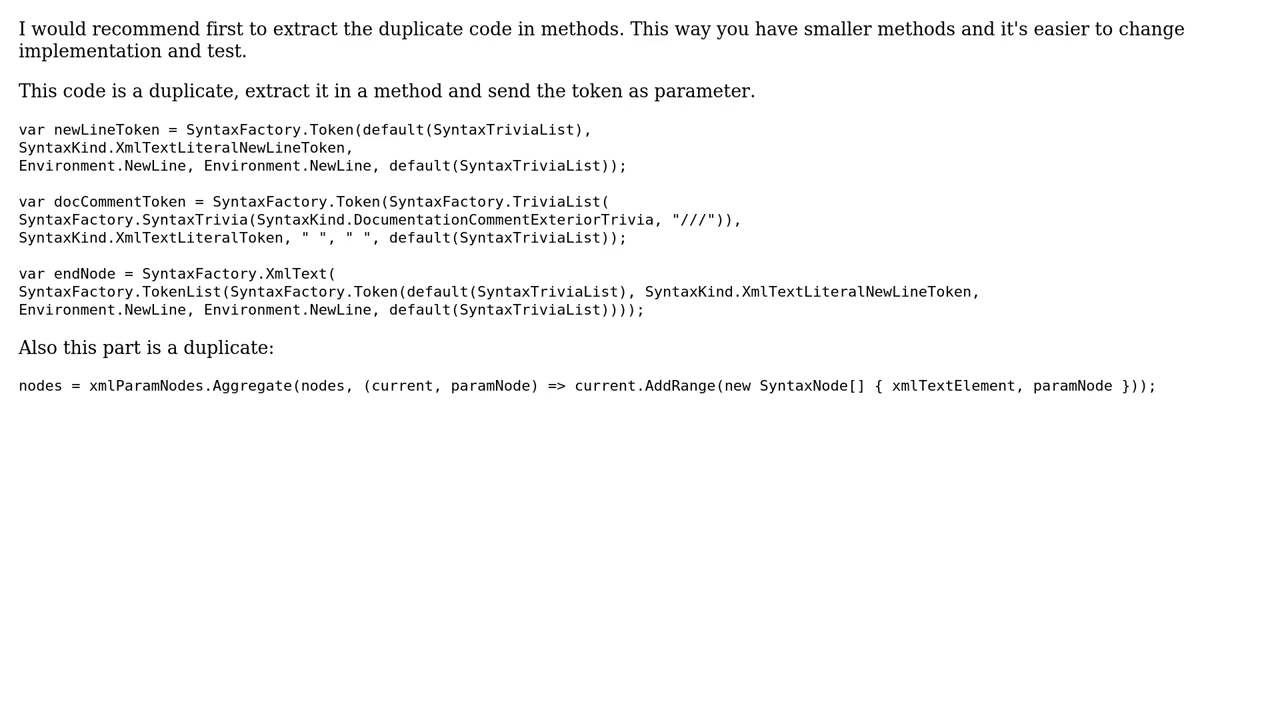 I would recommend first to extract the duplicate code in methods. This way you have smaller methods and it's easier to change
implementation and test.
This code is a duplicate, extract it in a method and send the token as parameter.
var newLineToken = SyntaxFactory.Token(default(SyntaxTriviaList),
SyntaxKind.XmlTextLiteralNewLineToken,
Environment.NewLine, Environment.NewLine, default(SyntaxTriviaList));
var docCommentToken = SyntaxFactory.Token(SyntaxFactory.TriviaList(
SyntaxFactory.SyntaxTrivia(SyntaxKind.DocumentationCommentExteriorTrivia, "///")),
SyntaxKind.XmlTextLiteralToken, " ", " ", default(SyntaxTriviaList));
var endNode = SyntaxFactory.XmlText(
SyntaxFactory.TokenList(SyntaxFactory.Token(default(SyntaxTriviaList), SyntaxKind.XmlTextLiteralNewLineToken,
Environment.NewLine, Environment.NewLine, default(SyntaxTriviaList))));
Also this part is a duplicate:
nodes = xmlParamNodes.Aggregate(nodes, (current, paramNode) => current.AddRange(new SyntaxNode[] { xmlTextElement, paramNode }));